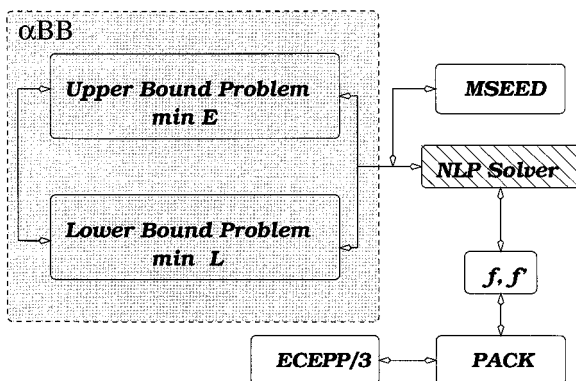 αBB
Upper Bound Problem
min E
MSEED
NLP Solver
Lower Bound Problem
min L
f, f'
ECEPP/3
PACK